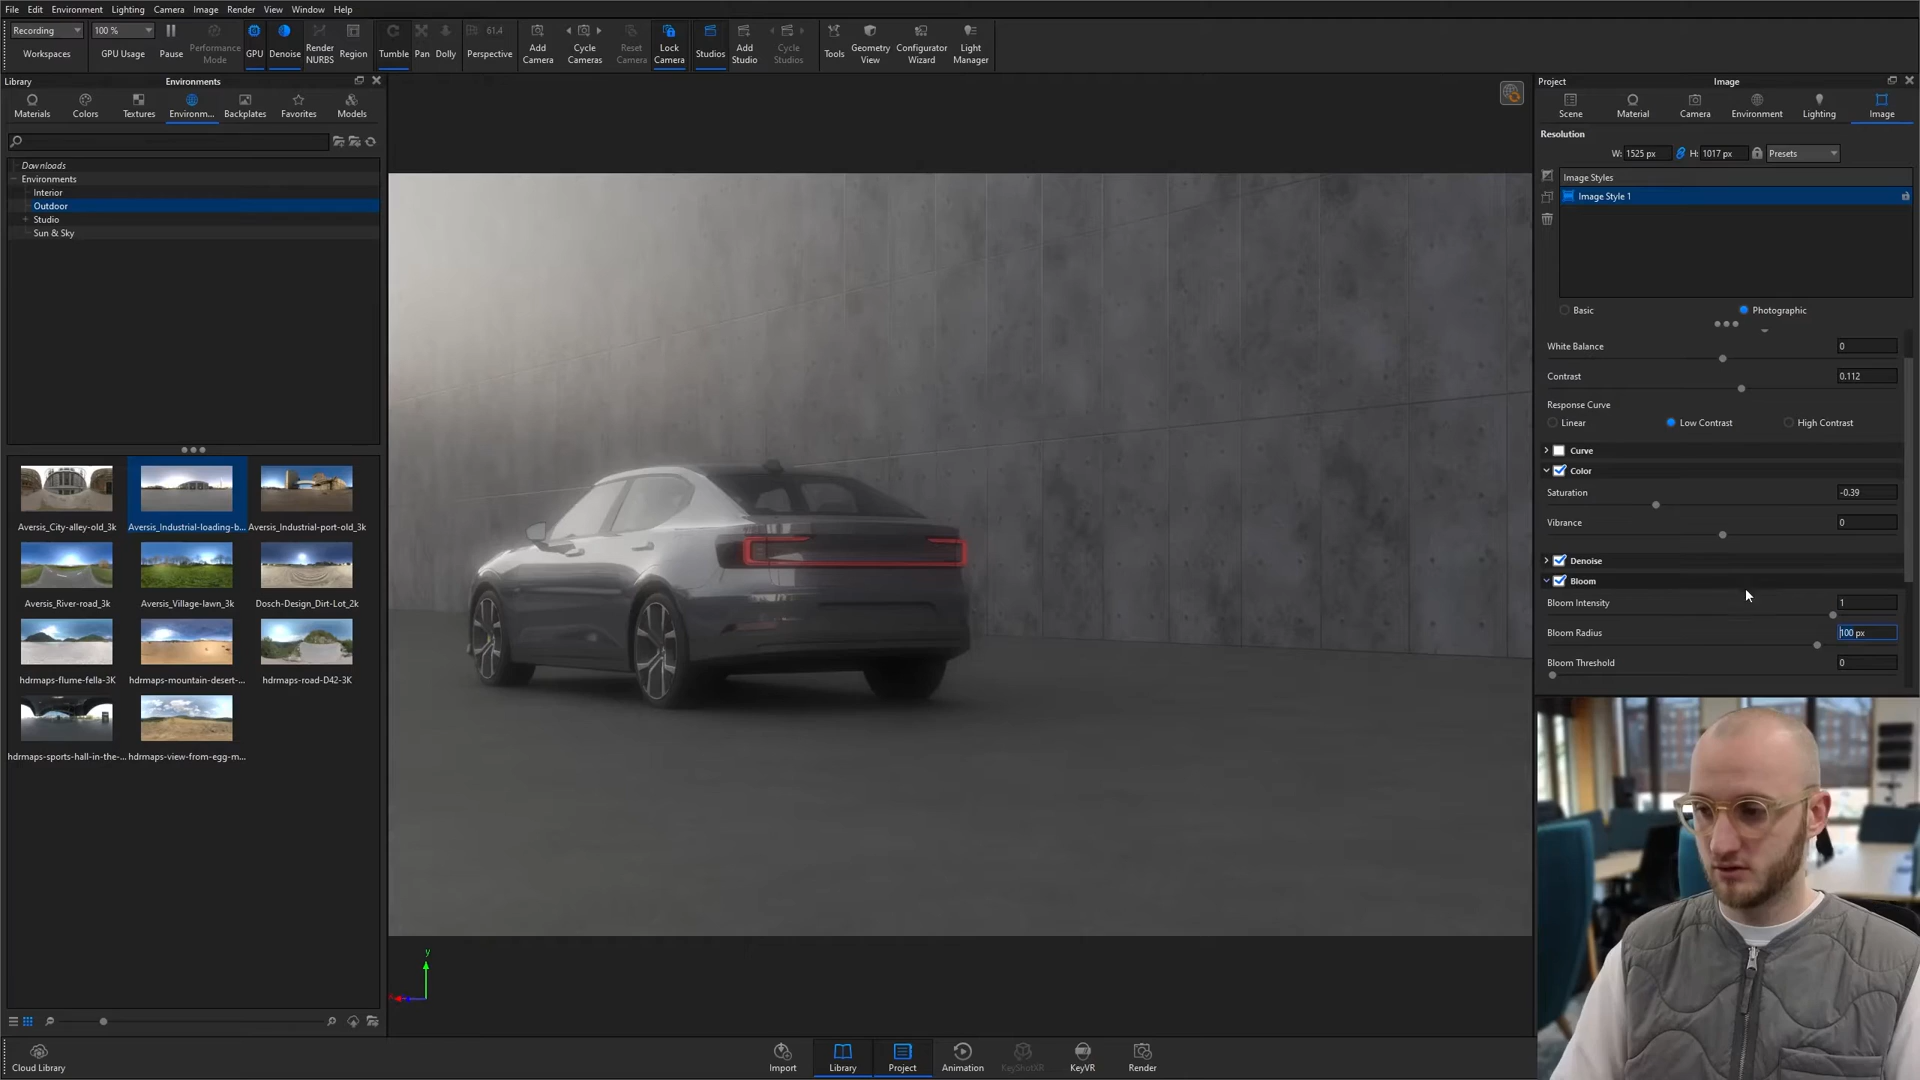 File Edit Environment Lighting Camera Image Render View Window Help
Recording 100 % 61.4
Workspaces GPU Usage Pause Performance Mode GPU Denoise Render NURBS Region Tumble Pan Dolly Perspective Add Camera Cycle Cameras Reset Camera Lock Camera Studios Add Studio Cycle Studios Tools Geometry View Configurator Wizard Light Manager
Library Environments
Materials Colors Textures Environm... Backplates Favorites Models
Downloads
Environments
Interior
Outdoor
Studio
Sun & Sky
Aversis_City-alley-old_3k Aversis_Industrial-loading-b... Aversis_Industrial-port-old_3k
Aversis_River-road_3k Aversis_Village-lawn_3k Dosch-Design_Dirt-Lot_2k
hdrmaps-flume-fella-3K hdrmaps-mountain-desert-... hdrmaps-road-D42-3K
hdrmaps-sports-hall-in-the-... hdrmaps-view-from-egg-m...
y
Project Image
Scene Material Camera Environment Lighting Image
Resolution
W: 1525 px H: 1017 px Presets
Image Styles
Image Style 1
Basic Photographic
White Balance 0
Contrast 0.112
Response Curve
Linear Low Contrast High Contrast
Curve
Color
Saturation -0.39
Vibrance 0
Denoise
Bloom
Bloom Intensity 1
Bloom Radius 100 px
Bloom Threshold 0
Cloud Library Import Library Project Animation KeyShotXR KeyVR Render